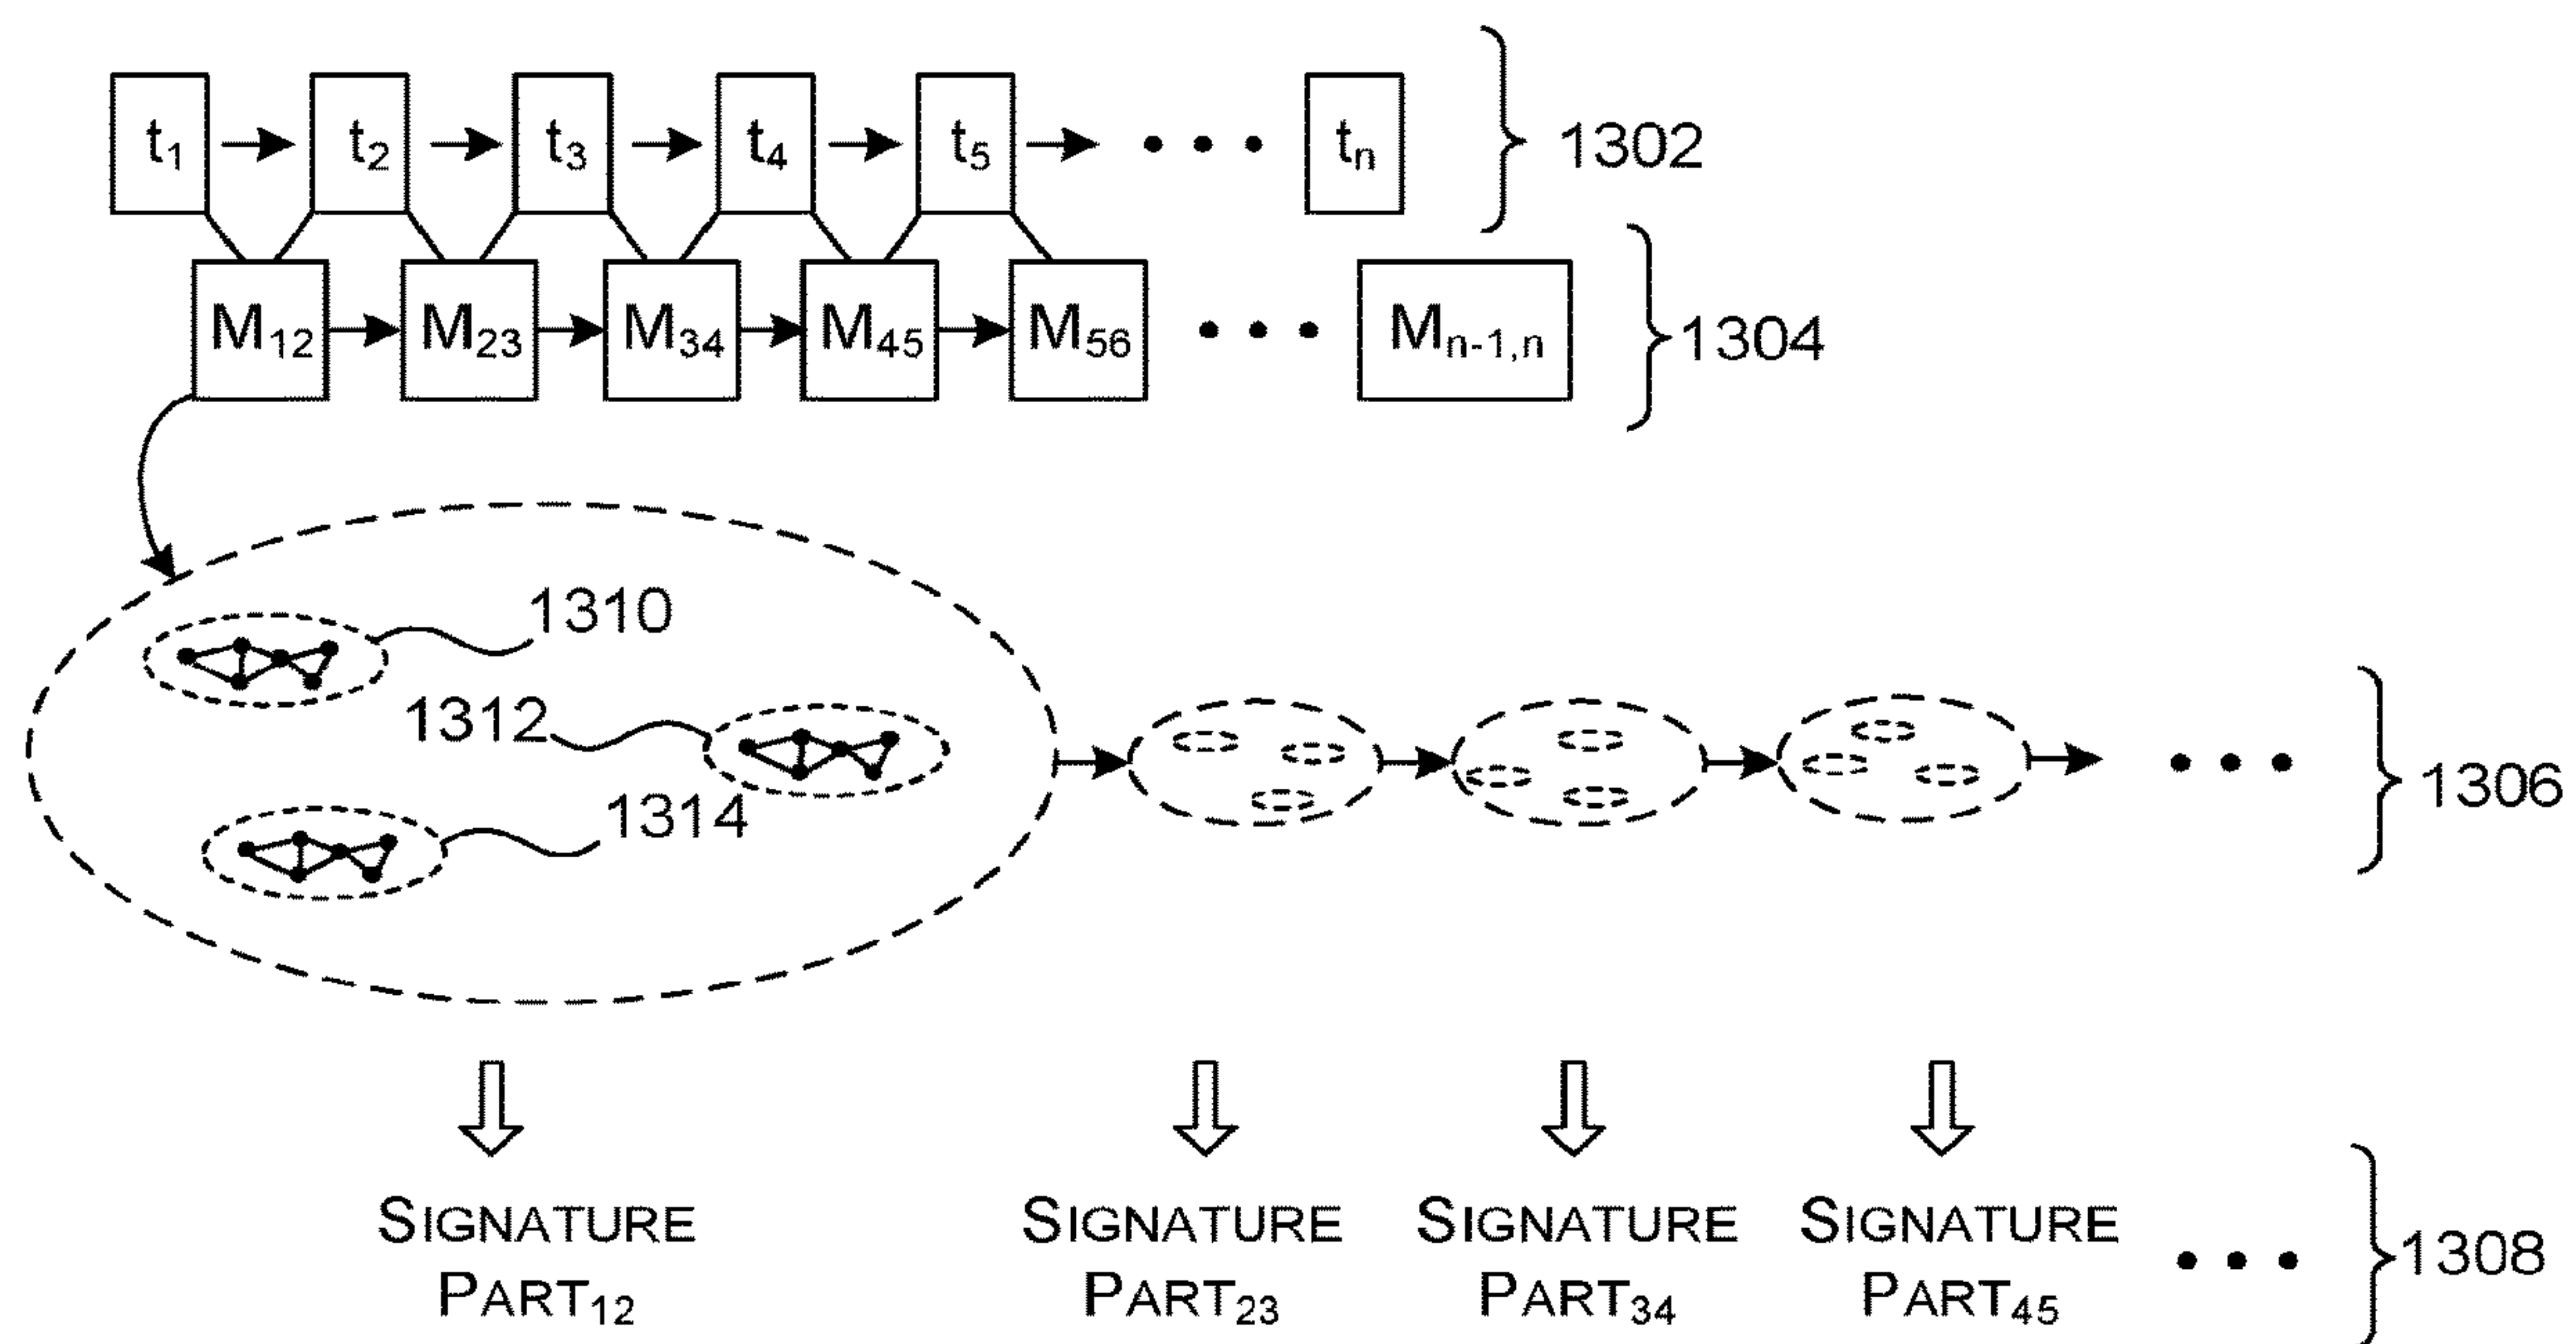 t1 t2 t3 t4 t5 • • • tn 1302
M12 M23 M34 M45 M56 • • • Mn-1,n 1304
1310
1312
1314
• • • 1306
SIGNATURE SIGNATURE SIGNATURE SIGNATURE
PART12 PART23 PART34 PART45 • • • 1308